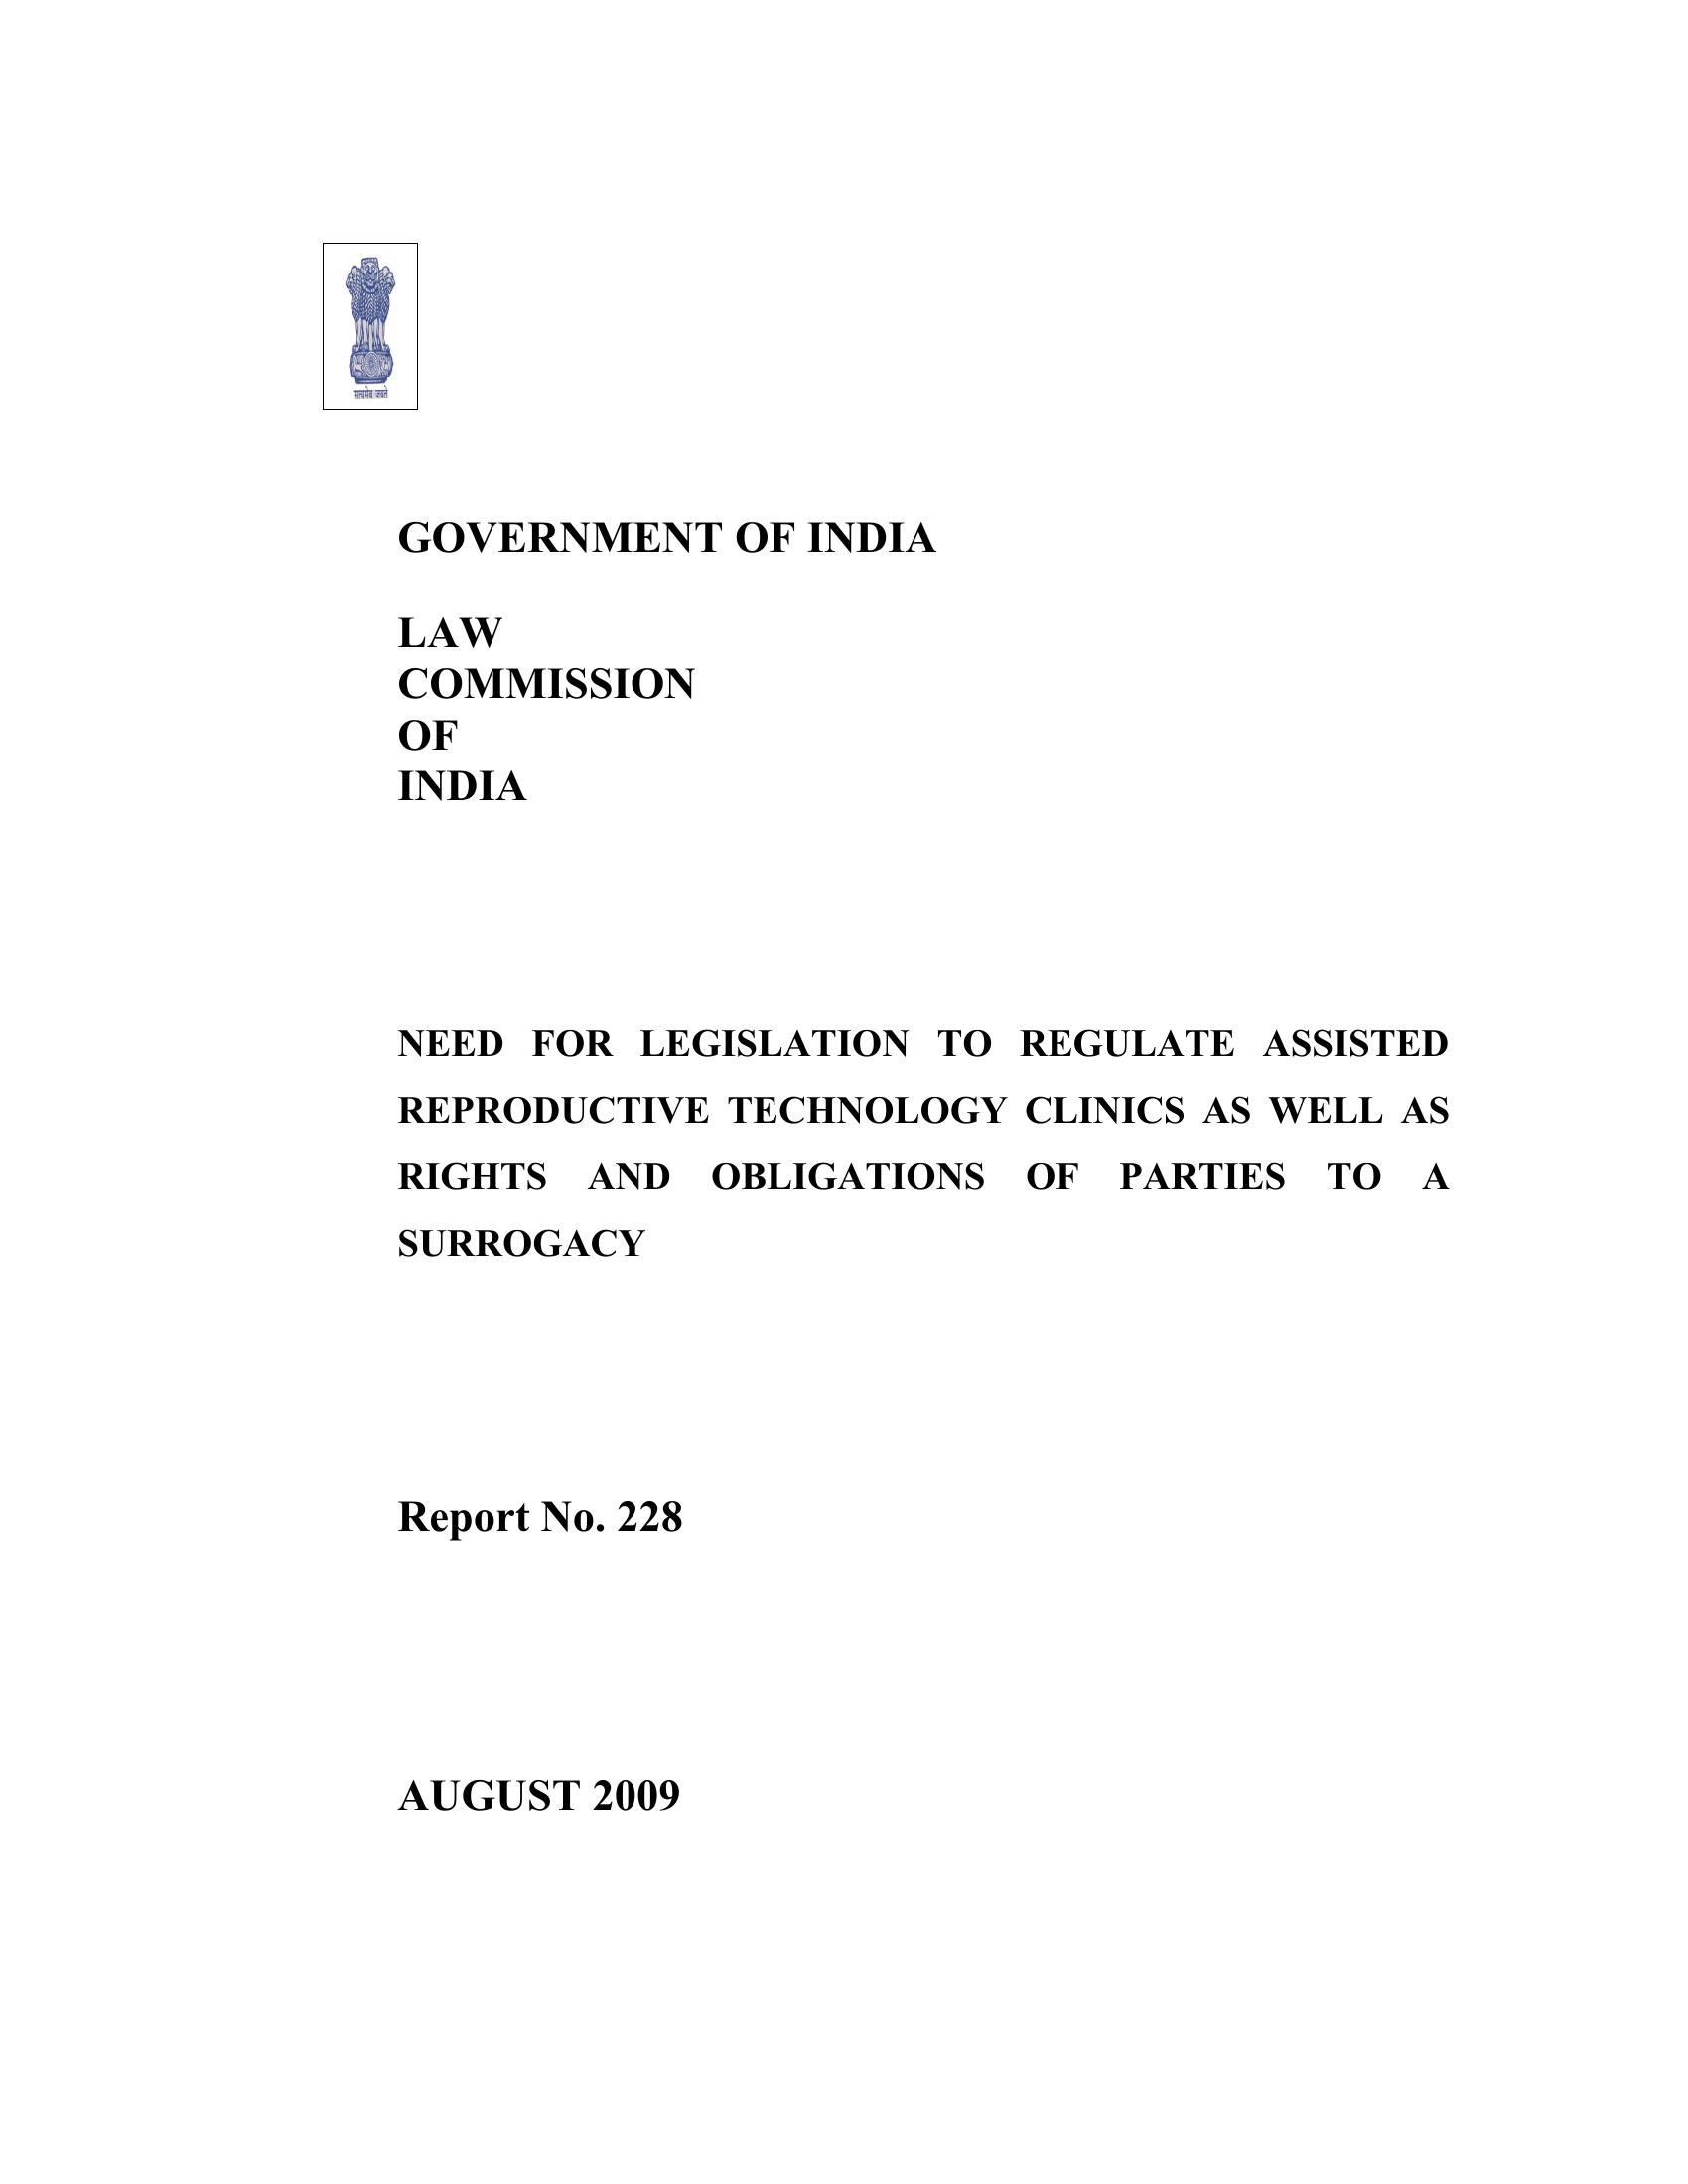 सत्यमेव जयते
GOVERNMENT OF INDIA
LAW
COMMISSION
OF
INDIA
NEED FOR LEGISLATION TO REGULATE ASSISTED
REPRODUCTIVE TECHNOLOGY CLINICS AS WELL AS
RIGHTS AND OBLIGATIONS OF PARTIES TO A
SURROGACY
Report No. 228
AUGUST 2009